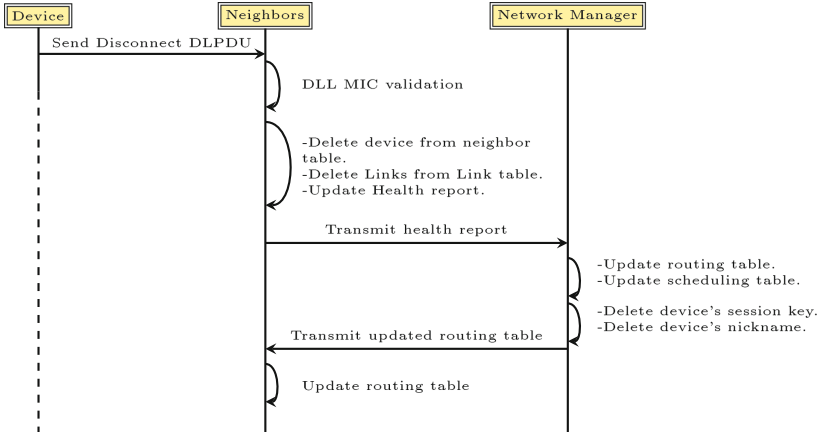 Device
Neighbors
Network Manager
Send Disconnect DLPDU
DLL MIC validation
-Delete device from neighbor
table.
-Delete Links from Link table.
-Update Health report.
Transmit health report
-Update routing table.
-Update scheduling table.
-Delete device's session key.
-Delete device's nickname.
Transmit updated routing table
Update routing table